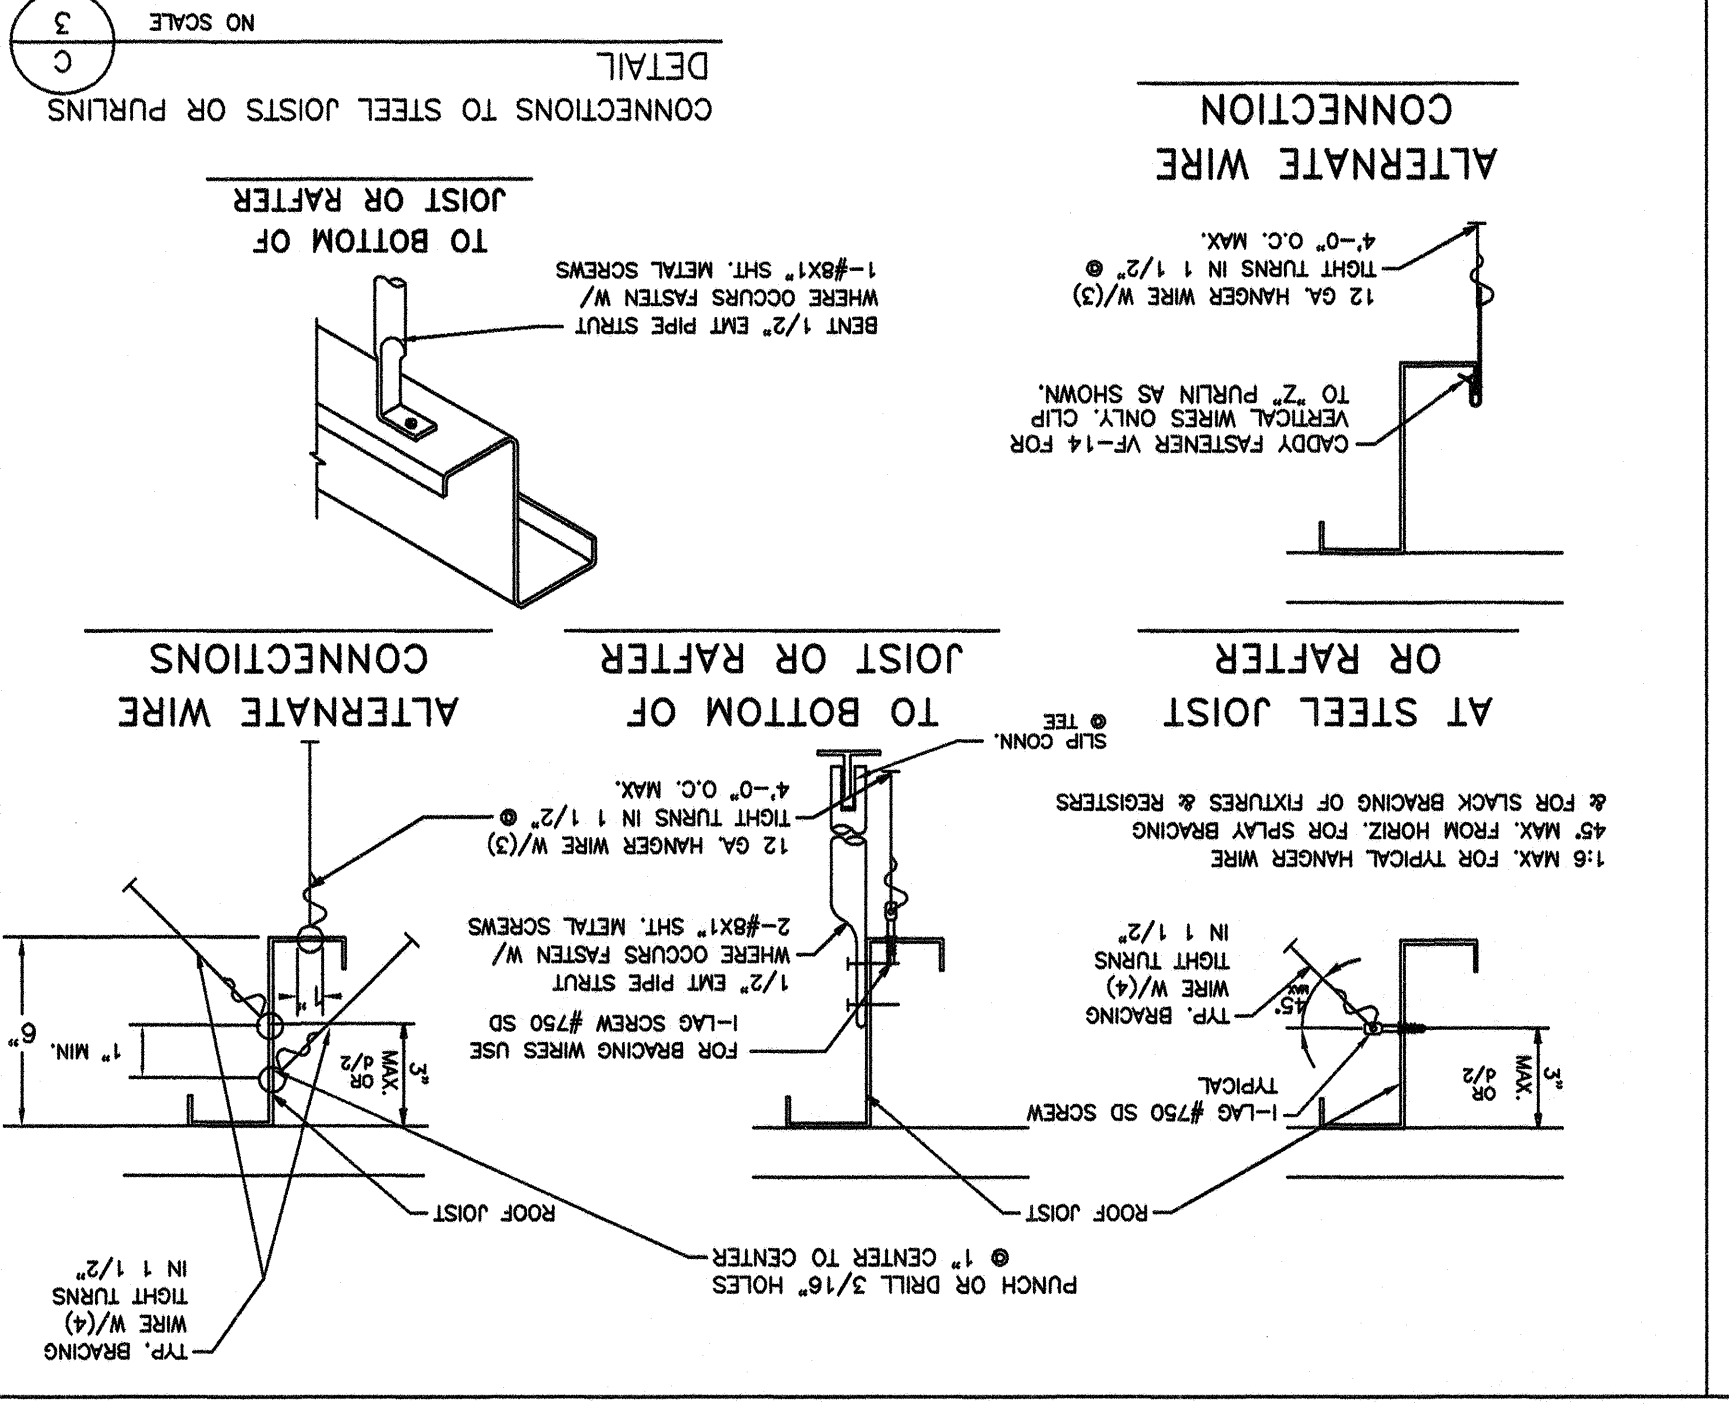 TYP. BRACING
WIRE W/(4)
TIGHT TURNS
IN 1 1/2"
PUNCH OR DRILL 3/16" HOLES
@ 1" CENTER TO CENTER
ROOF JOIST
ROOF JOIST
3"
MAX.
OR
d/2
I-LAG #750 SD SCREW
TYPICAL
45°
MAX
TYP. BRACING
WIRE W/(4)
TIGHT TURNS
IN 1 1/2"
1:6 MAX. FOR TYPICAL HANGER WIRE
45° MAX. FROM HORIZ. FOR SPLAY BRACING
& FOR SLACK BRACING OF FIXTURES & REGISTERS
AT STEEL JOIST
OR RAFTER
FOR BRACING WIRES USE
I-LAG SCREW #750 SD
1/2" EMT PIPE STRUT
WHERE OCCURS FASTEN W/
2-#8X1" SHT. METAL SCREWS
12 GA. HANGER WIRE W/(3)
TIGHT TURNS IN 1 1/2" @
4'-0" O.C. MAX.
SLIP CONN.
@ TEE
TO BOTTOM OF
JOIST OR RAFTER
3"
MAX.
OR
d/2
1" MIN.
6"
1"
ALTERNATE WIRE
CONNECTIONS
CADDY FASTENER VF-14 FOR
VERTICAL WIRES ONLY. CLIP
TO "Z" PURLIN AS SHOWN.
12 GA. HANGER WIRE W/(3)
TIGHT TURNS IN 1 1/2" @
4'-0" O.C. MAX.
ALTERNATE WIRE
CONNECTION
BENT 1/2" EMT PIPE STRUT
WHERE OCCURS FASTEN W/
1-#8X1" SHT. METAL SCREWS
TO BOTTOM OF
JOIST OR RAFTER
CONNECTIONS TO STEEL JOISTS OR PURLINS
DETAIL
C
NO SCALE
3